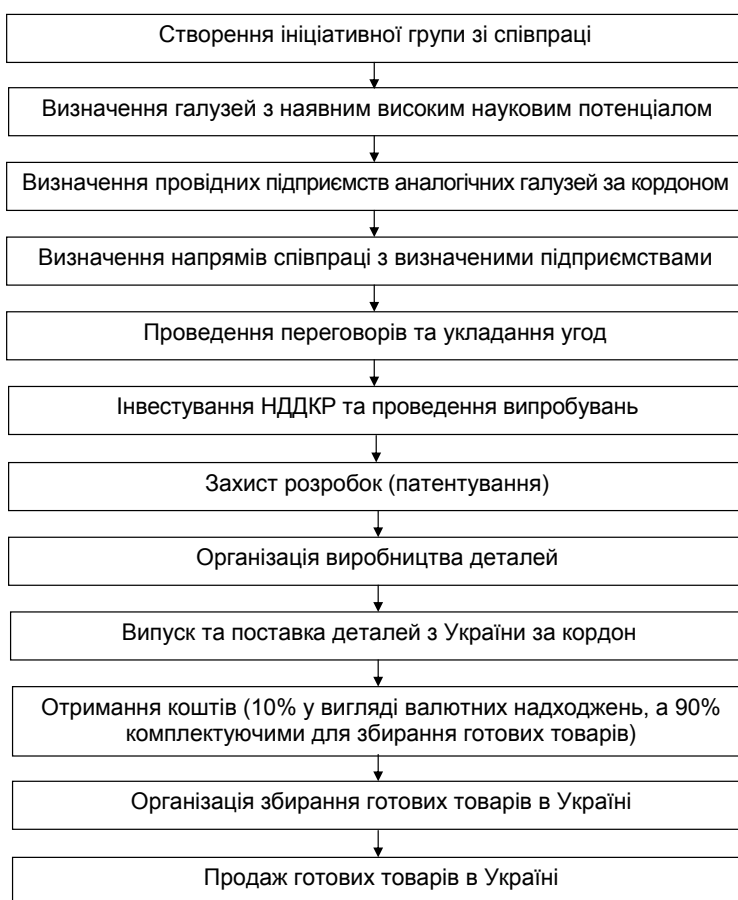 Створення ініціативної групи зі співпраці
Визначення галузей з наявним високим науковим потенціалом
Визначення провідних підприємств аналогічних галузей за кордоном
Визначення напрямів співпраці з визначеними підприємствами
Проведення переговорів та укладання угод
Інвестування НДДКР та проведення випробувань
Захист розробок (патентування)
Організація виробництва деталей
Випуск та поставка деталей з України за кордон
Отримання коштів (10% у вигляді валютних надходжень, а 90%
комплектуючими для збирання готових товарів)
Організація збирання готових товарів в Україні
Продаж готових товарів в Україні